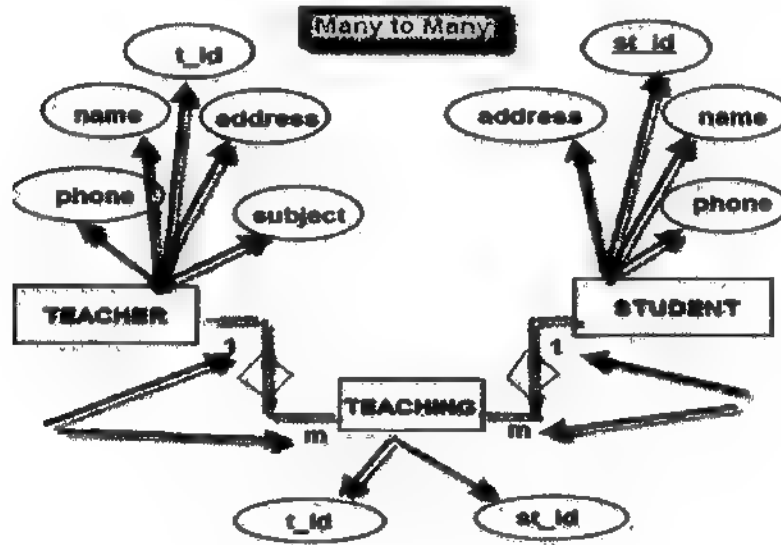 Many to Many
t_id
st_id
name
address
address
name
phone
subject
phone
TEACHER
STUDENT
1
1
TEACHING
m
m
t_id
st_id